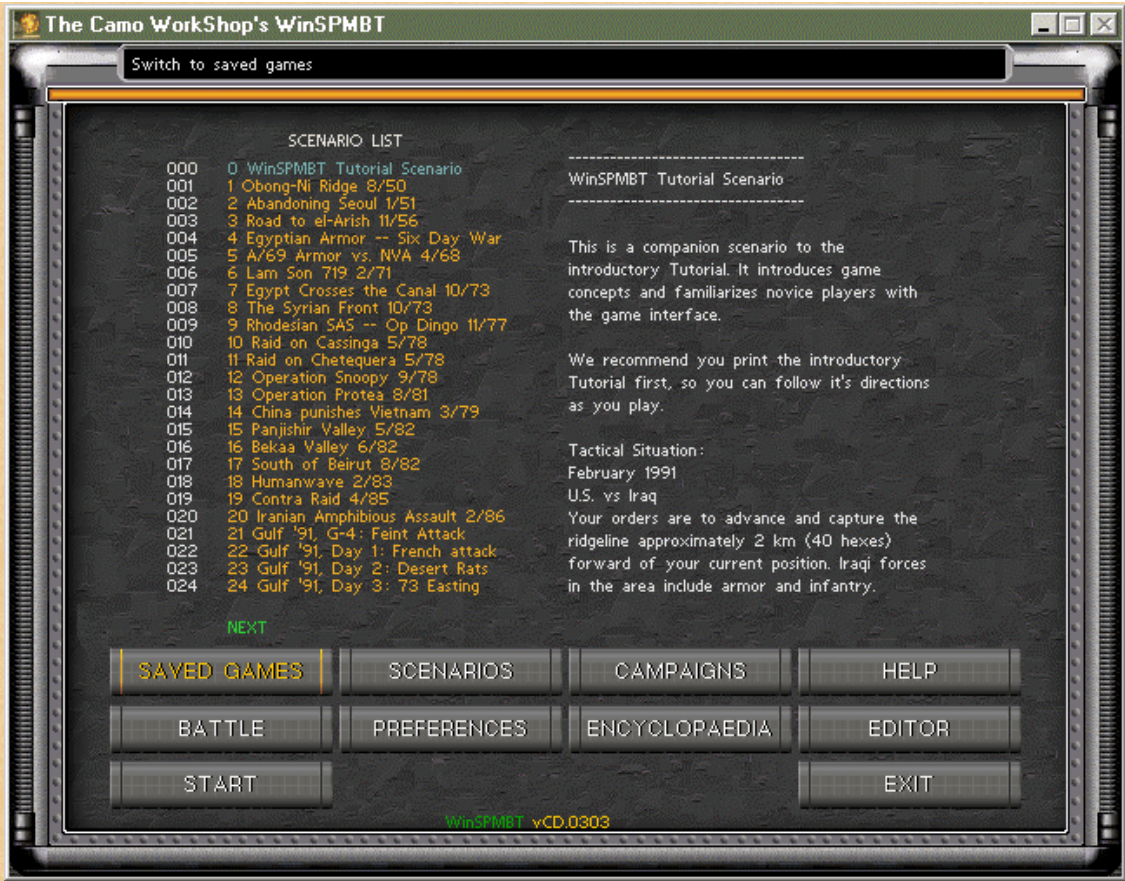 The Camo WorkShop's WinSPMBT
Switch to saved games
SCENARIO LIST
000 0 WinSPMBT Tutorial Scenario
001 1 Obong-Ni Ridge 8/50
002 2 Abandoning Seoul 1/51
003 3 Road to el-Arish 11/56
004 4 Egyptian Armor -- Six Day War
005 5 A/69 Armor vs. NVA 4/68
006 6 Lam Son 719 2/71
007 7 Egypt Crosses the Canal 10/73
008 8 The Syrian Front 10/73
009 9 Rhodesian SAS -- Op Dingo 11/77
010 10 Raid on Cassinga 5/78
011 11 Raid on Chetequera 5/78
012 12 Operation Snoopy 9/78
013 13 Operation Protea 8/81
014 14 China punishes Vietnam 3/79
015 15 Panjishir Valley 5/82
016 16 Bekaa Valley 6/82
017 17 South of Beirut 8/82
018 18 Humanwave 2/83
019 19 Contra Raid 4/85
020 20 Iranian Amphibious Assault 2/86
021 21 Gulf '91, G-4: Feint Attack
022 22 Gulf '91, Day 1: French attack
023 23 Gulf '91, Day 2: Desert Rats
024 24 Gulf '91, Day 3: 73 Easting
NEXT
----------------------------------
WinSPMBT Tutorial Scenario
----------------------------------
This is a companion scenario to the
introductory Tutorial. It introduces game
concepts and familiarizes novice players with
the game interface.
We recommend you print the introductory
Tutorial first, so you can follow it's directions
as you play.
Tactical Situation:
February 1991
U.S. vs Iraq
Your orders are to advance and capture the
ridgeline approximately 2 km (40 hexes)
forward of your current position. Iraqi forces
in the area include armor and infantry.
SAVED GAMES SCENARIOS CAMPAIGNS HELP
BATTLE PREFERENCES ENCYCLOPAEDIA EDITOR
START EXIT
WinSPMBT vCD.0303